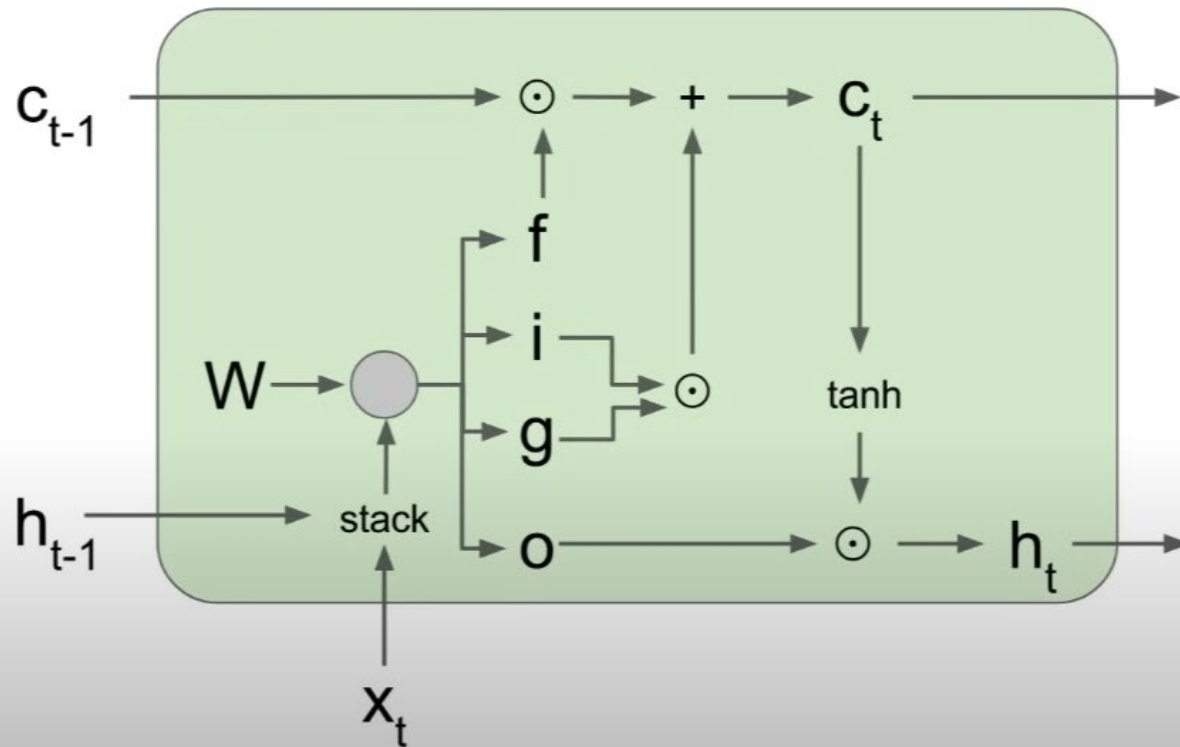 c_{t-1} ⊙ + c_t
f
i
W ⊙ tanh
g
h_{t-1} stack o ⊙ h_t
x_t